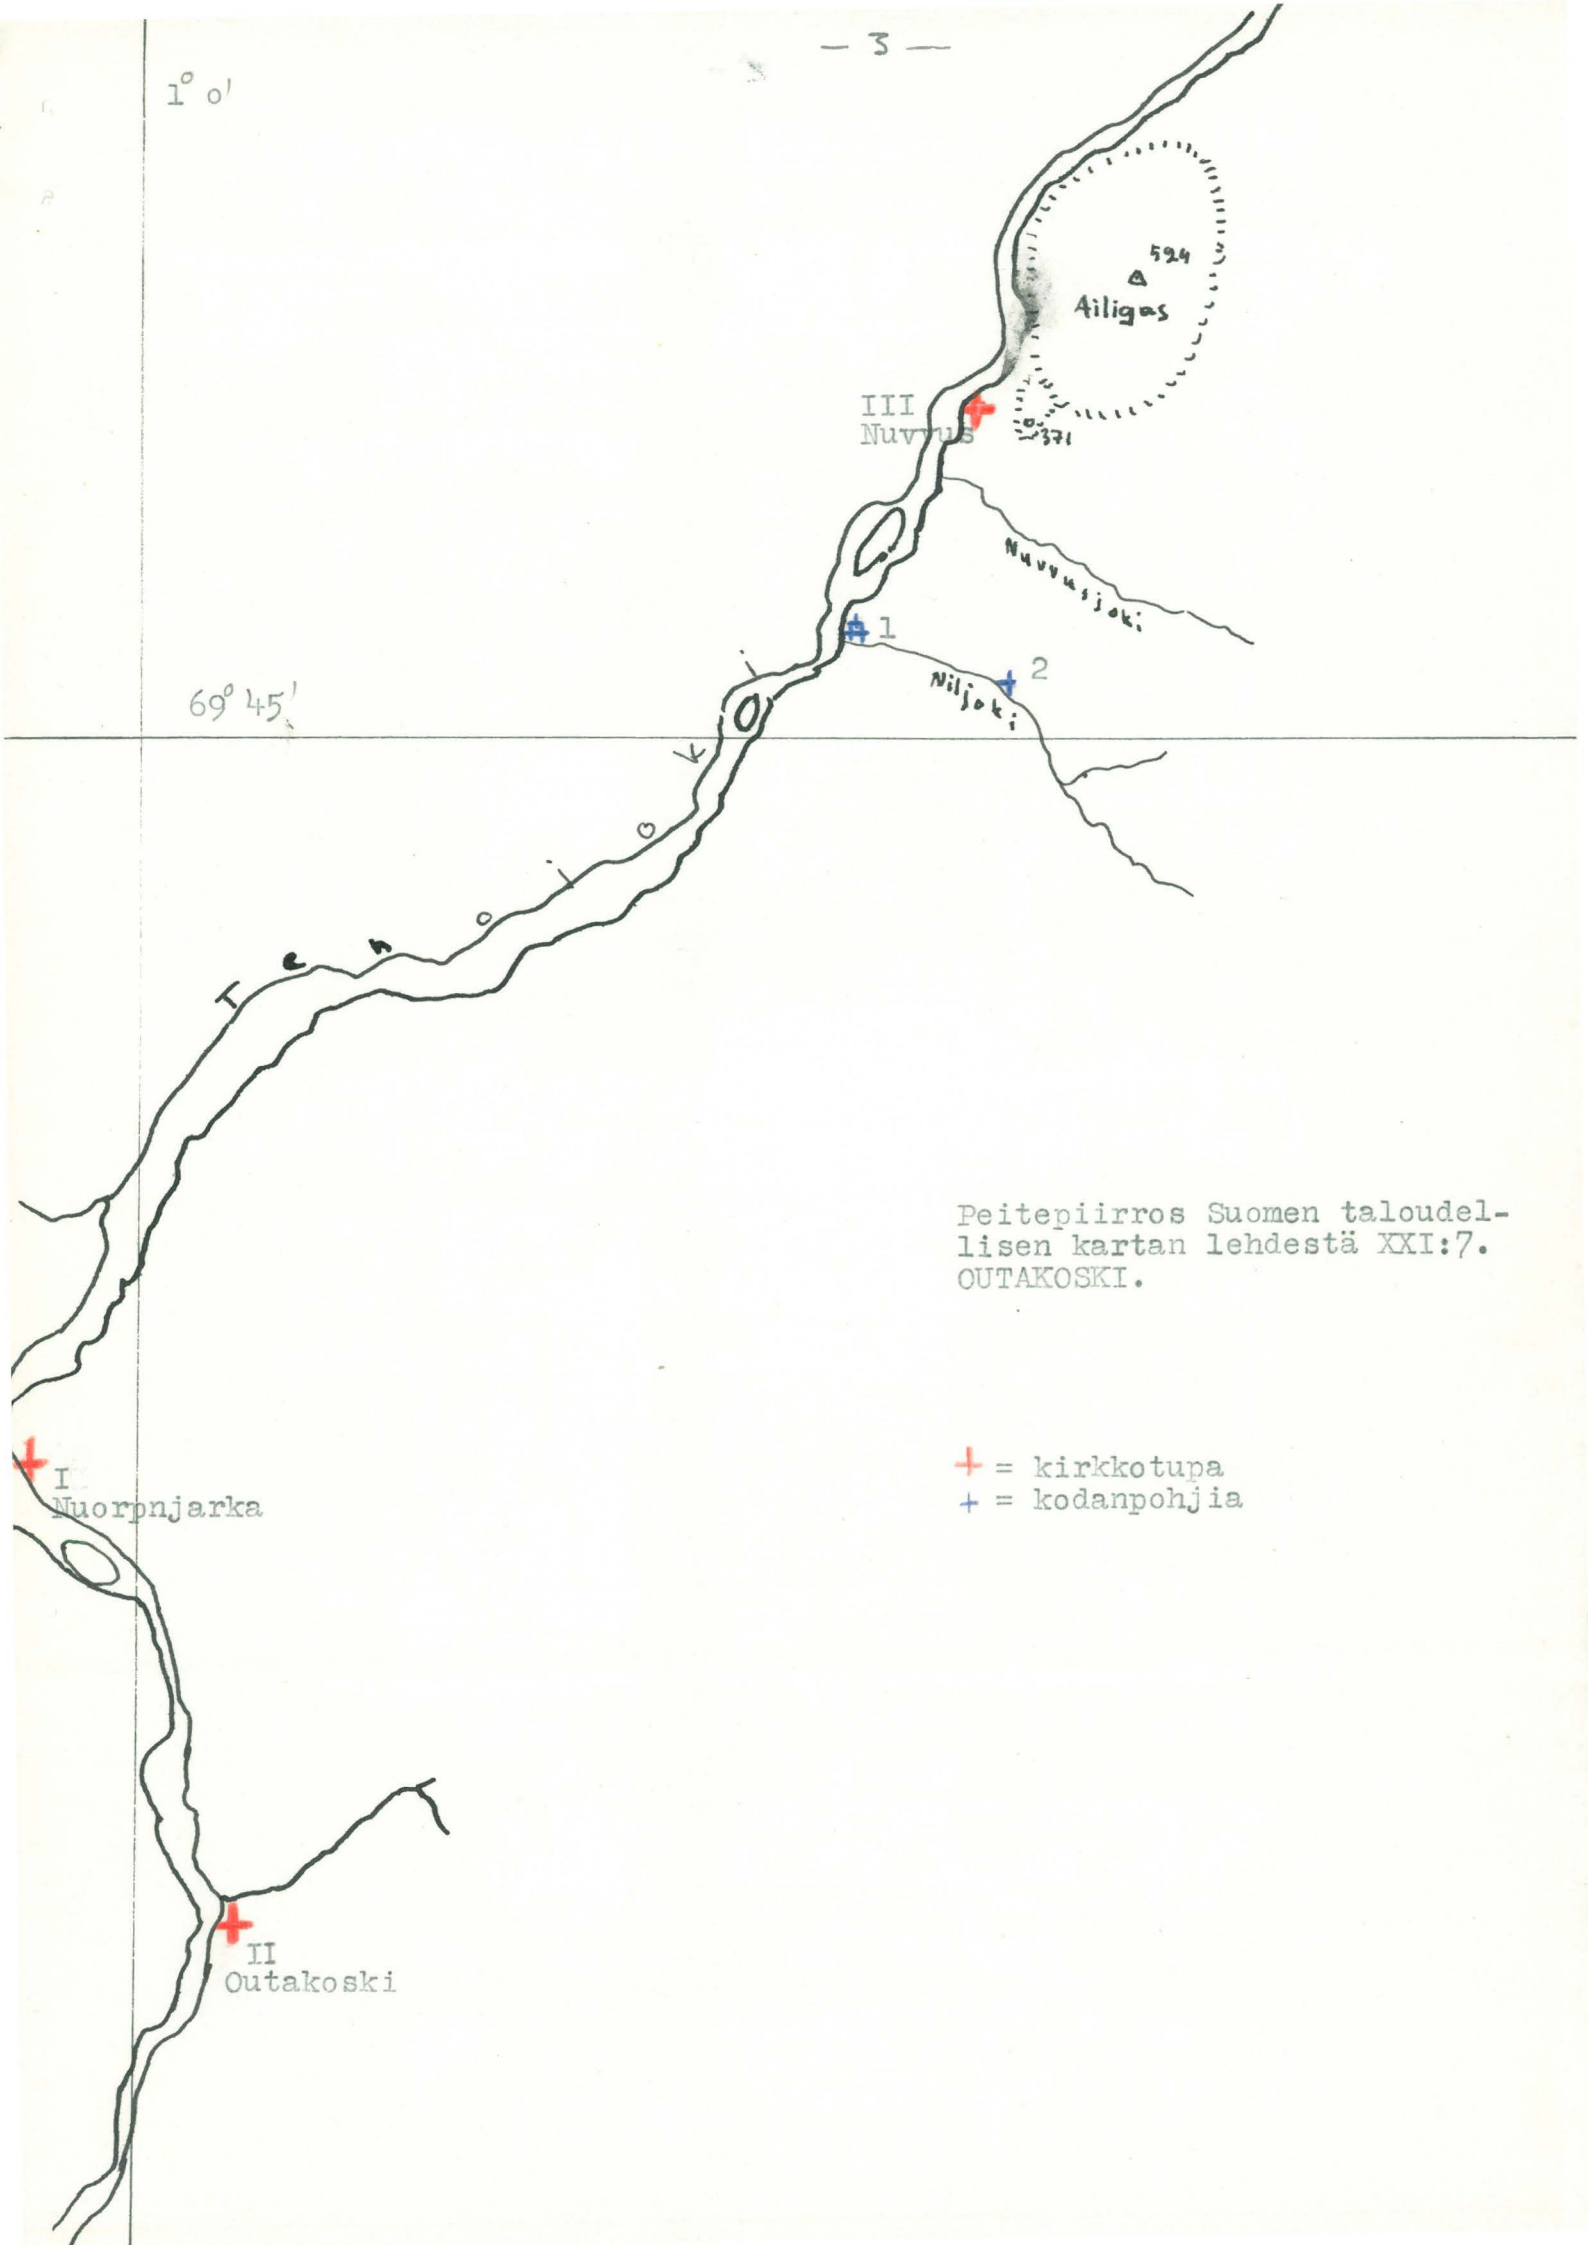 — 3 —
1° 0'
524
Ailigas
III
Nuvvus
371
Nuvvusjoki
1
2
Niljoki
69° 45'
Tenojoki
Peitepiirros Suomen taloudel-
lisen kartan lehdestä XXI:7.
OUTAKOSKI.
+ = kirkkotupa
+ = kodanpohjia
I
Nuorpnjarka
II
Outakoski